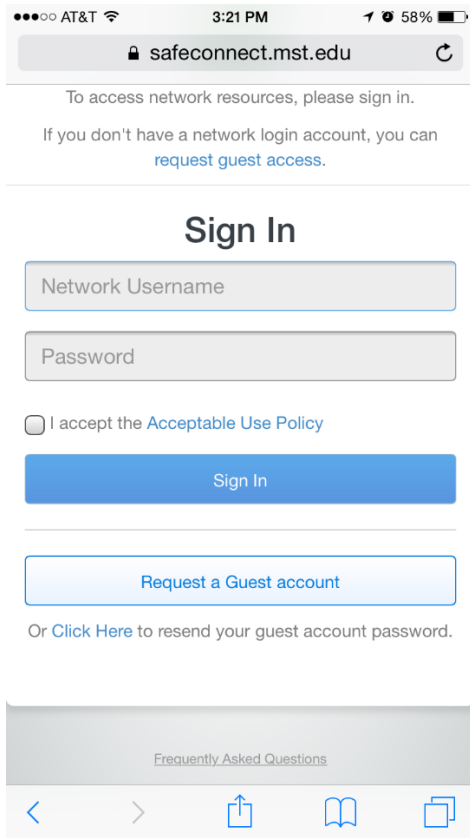 AT&T 3:21 PM 58%
safeconnect.mst.edu
To access network resources, please sign in.
If you don't have a network login account, you can
request guest access.
Sign In
Network Username
Password
I accept the Acceptable Use Policy
Sign In
Request a Guest account
Or Click Here to resend your guest account password.
Frequently Asked Questions